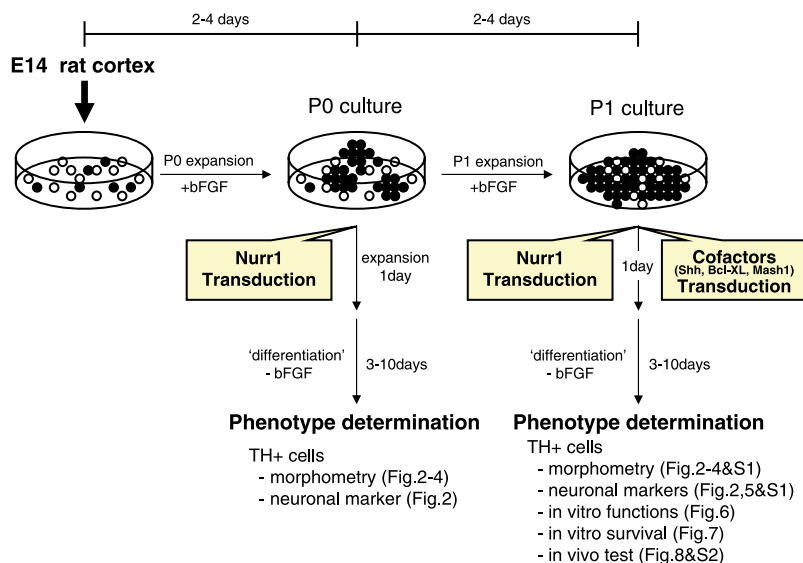 2-4 days
2-4 days
E14 rat cortex
P0 culture
P1 culture
P0 expansion
+bFGF
P1 expansion
+bFGF
Nurr1
Transduction
expansion
1day
Nurr1
Transduction
1day
Cofactors
(Shh, Bcl-XL, Mash1)
Transduction
‘differentiation’
- bFGF
3-10days
‘differentiation’
- bFGF
3-10days
Phenotype determination
TH+ cells
- morphometry (Fig.2-4)
- neuronal marker (Fig.2)
Phenotype determination
TH+ cells
- morphometry (Fig.2-4&S1)
- neuronal markers (Fig.2,5&S1)
- in vitro functions (Fig.6)
- in vitro survival (Fig.7)
- in vivo test (Fig.8&S2)